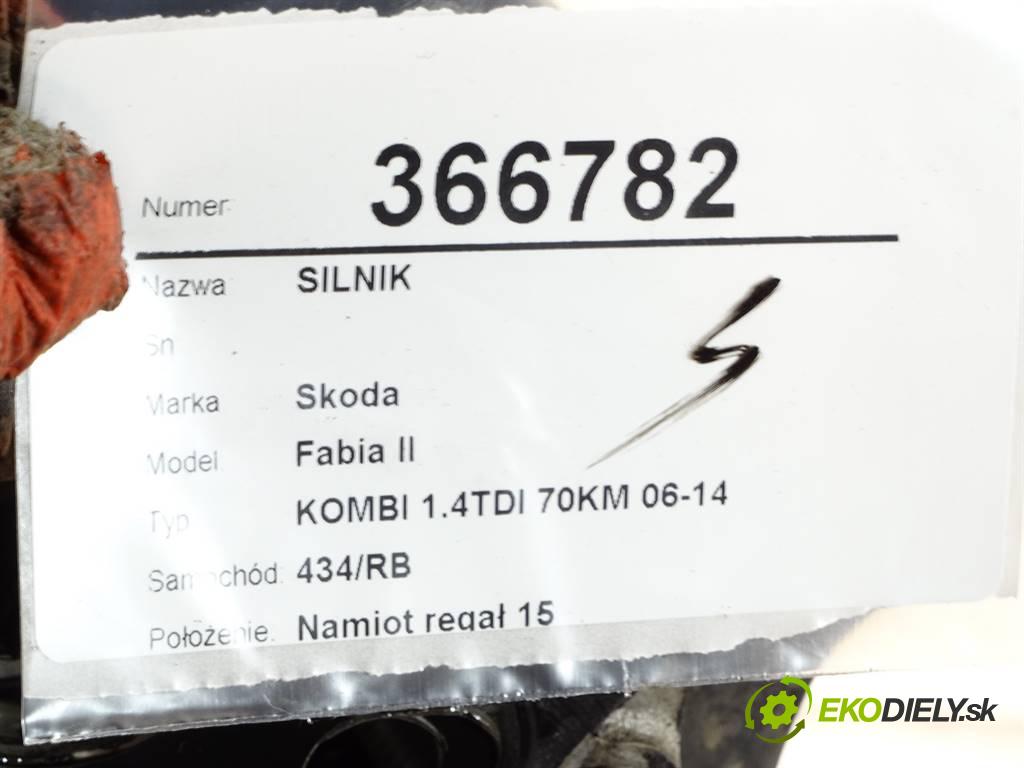 Numer 366782
Nazwa SILNIK
Sn
Marka Skoda
Model Fabia II
Typ KOMBI 1.4TDI 70KM 06-14
Samochód: 434/RB
Położenie: Namiot regał 15
EKODIELY.sk